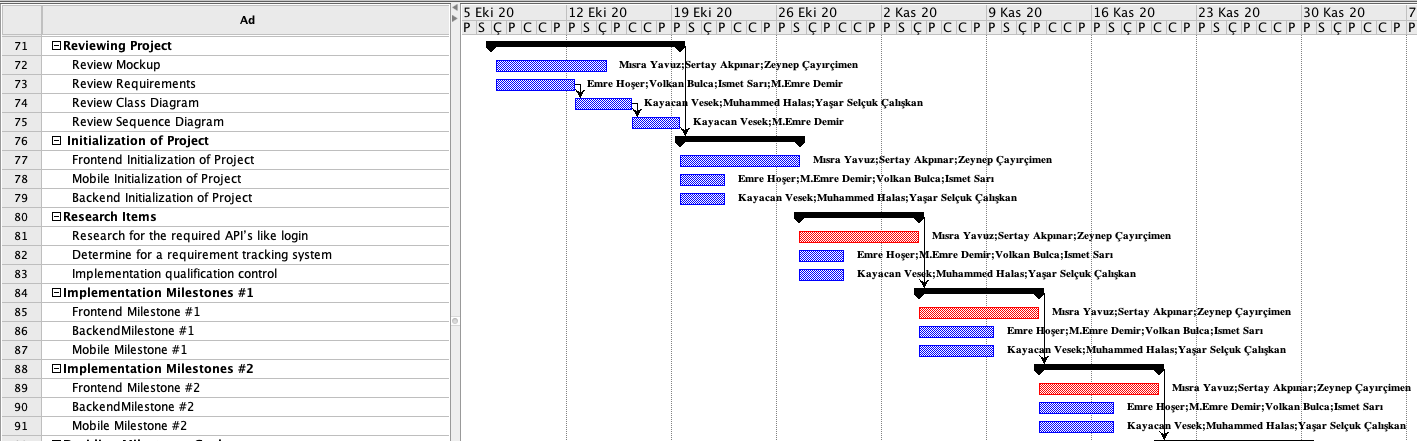 Ad
5 Eki 20 12 Eki 20 19 Eki 20 26 Eki 20 2 Kas 20 9 Kas 20 16 Kas 20 23 Kas 20 30 Kas 20 7
P S Ç P C C P P S Ç P C C P P S Ç P C C P P S Ç P C C P P S Ç P C C P P S Ç P C C P P S Ç P C C P P S Ç P C C P P S Ç P C C P P
71 Reviewing Project
72 Review Mockup Mısra Yavuz;Sertay Akpınar;Zeynep Çayırçimen
73 Review Requirements Emre Hoşer;Volkan Bulca;Ismet Sarı;M.Emre Demir
74 Review Class Diagram Kayacan Vesek;Muhammed Halas;Yaşar Selçuk Çalışkan
75 Review Sequence Diagram Kayacan Vesek;M.Emre Demir
76 Initialization of Project
77 Frontend Initialization of Project Mısra Yavuz;Sertay Akpınar;Zeynep Çayırçimen
78 Mobile Initialization of Project Emre Hoşer;M.Emre Demir;Volkan Bulca;Ismet Sarı
79 Backend Initialization of Project Kayacan Vesek;Muhammed Halas;Yaşar Selçuk Çalışkan
80 Research Items
81 Research for the required API's like login Mısra Yavuz;Sertay Akpınar;Zeynep Çayırçimen
82 Determine for a requirement tracking system Emre Hoşer;M.Emre Demir;Volkan Bulca;Ismet Sarı
83 Implementation qualification control Kayacan Vesek;Muhammed Halas;Yaşar Selçuk Çalışkan
84 Implementation Milestones #1
85 Frontend Milestone #1 Mısra Yavuz;Sertay Akpınar;Zeynep Çayırçimen
86 BackendMilestone #1 Emre Hoşer;M.Emre Demir;Volkan Bulca;Ismet Sarı
87 Mobile Milestone #1 Kayacan Vesek;Muhammed Halas;Yaşar Selçuk Çalışkan
88 Implementation Milestones #2
89 Frontend Milestone #2 Mısra Yavuz;Sertay Akpınar;Zeynep Çayırçimen
90 BackendMilestone #2 Emre Hoşer;M.Emre Demir;Volkan Bulca;Ismet Sarı
91 Mobile Milestone #2 Kayacan Vesek;Muhammed Halas;Yaşar Selçuk Çalışkan